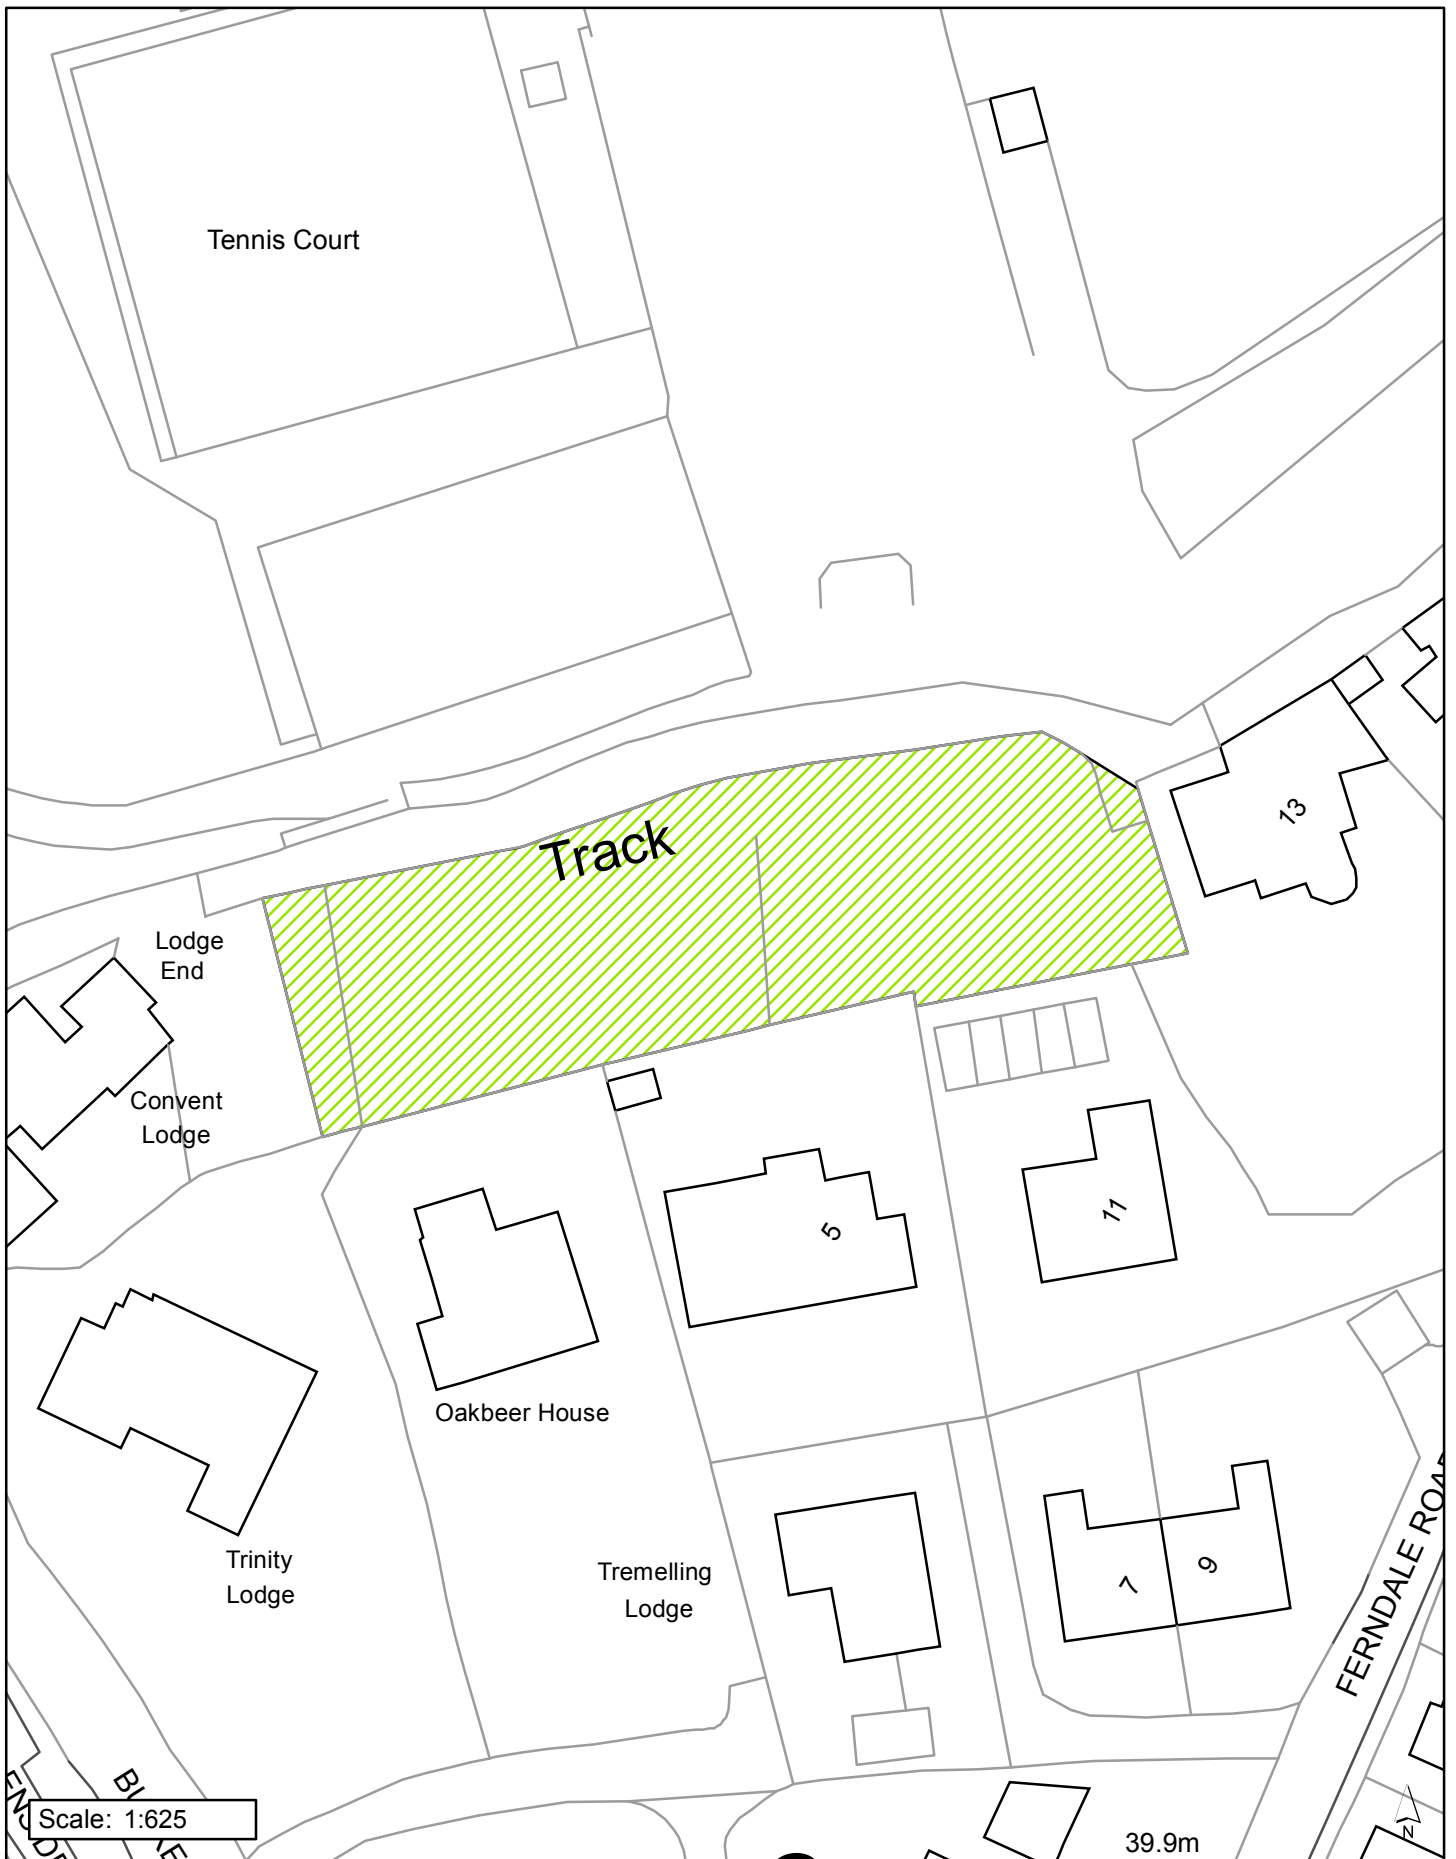 Tennis Court
Track
13
Lodge
End
Convent
Lodge
5
11
Oakbeer House
Trinity
Lodge
Tremelling
Lodge
7
9
FERNDALE ROAD
Scale: 1:625
39.9m
N